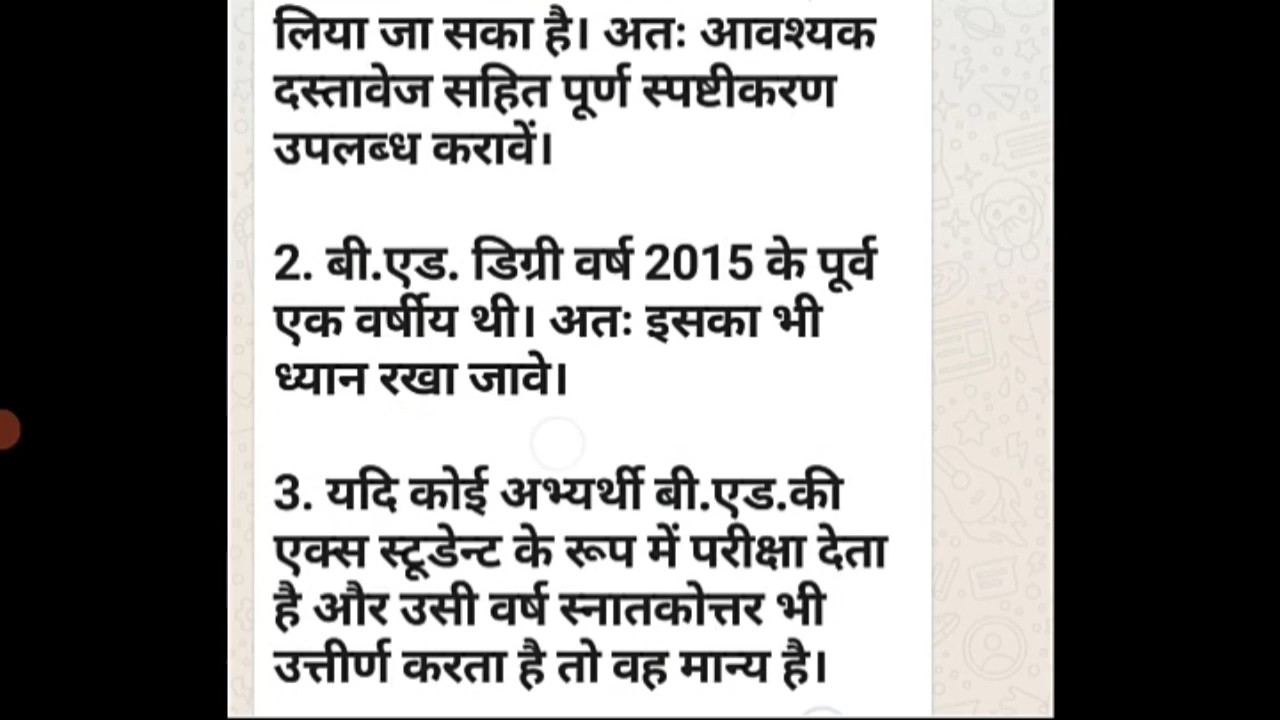 लिया जा सका है। अतः आवश्यक
दस्तावेज सहित पूर्ण स्पष्टीकरण
उपलब्ध करावें।
2. बी.एड. डिग्री वर्ष 2015 के पूर्व
एक वर्षीय थी। अतः इसका भी
ध्यान रखा जावे।
3. यदि कोई अभ्यर्थी बी.एड.की
एक्स स्टूडेन्ट के रूप में परीक्षा देता
है और उसी वर्ष स्नातकोत्तर भी
उत्तीर्ण करता है तो वह मान्य है।